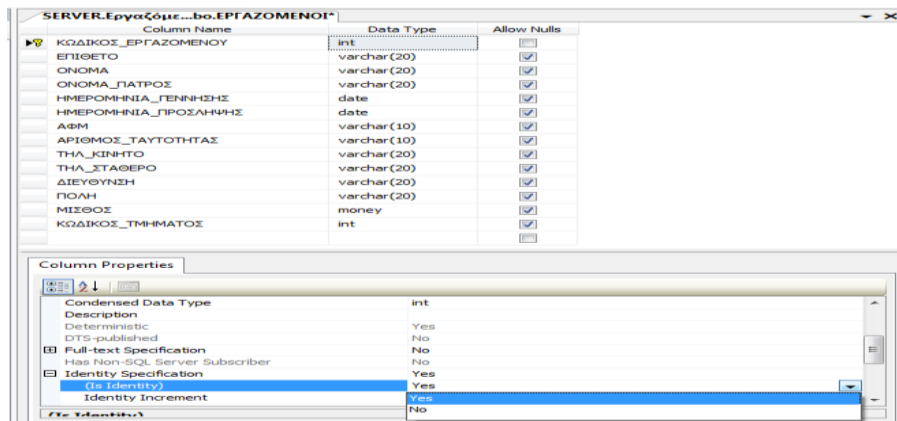 SERVER.Εργαζόμε...bo.ΕΡΓΑΖΟΜΕΝΟΙ*
Column Name Data Type Allow Nulls
ΚΩΔΙΚΟΣ_ΕΡΓΑΖΟΜΕΝΟΥ int
ΕΠΙΘΕΤΟ varchar(20)
ΟΝΟΜΑ varchar(20)
ΟΝΟΜΑ_ΠΑΤΡΟΣ varchar(20)
ΗΜΕΡΟΜΗΝΙΑ_ΓΕΝΝΗΣΗΣ date
ΗΜΕΡΟΜΗΝΙΑ_ΠΡΟΣΛΗΨΗΣ date
ΑΦΜ varchar(10)
ΑΡΙΘΜΟΣ_ΤΑΥΤΟΤΗΤΑΣ varchar(10)
ΤΗΛ_ΚΙΝΗΤΟ varchar(20)
ΤΗΛ_ΣΤΑΘΕΡΟ varchar(20)
ΔΙΕΥΘΥΝΣΗ varchar(20)
ΠΟΛΗ varchar(20)
ΜΙΣΘΟΣ money
ΚΩΔΙΚΟΣ_ΤΜΗΜΑΤΟΣ int
Column Properties
Condensed Data Type int
Description
Deterministic Yes
DTS-published No
Full-text Specification No
Has Non-SQL Server Subscriber No
Identity Specification Yes
(Is Identity) Yes
Identity Increment Yes
No
(Is Identity)